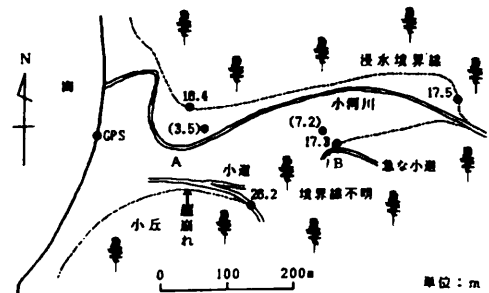 N
海
浸水境界線
18.4
17.5
小河川
(3.5)
(7.2)
GPS
17.3
A
B
小道
急な小道
26.2
境界線不明
小丘
崖崩れ
0 100 200m
単位：m